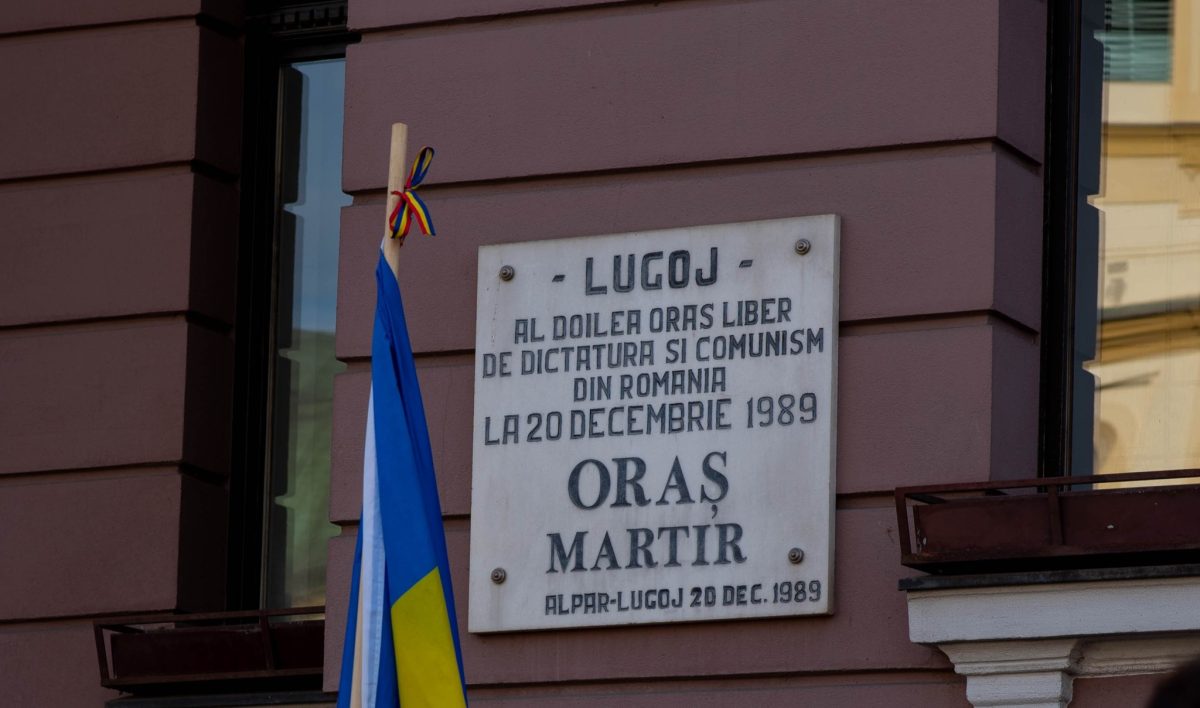 - LUGOJ -
AL DOILEA ORAS LIBER
DE DICTATURA SI COMUNISM
DIN ROMANIA
LA 20 DECEMBRIE 1989
ORAȘ
MARTIR
ALPAR-LUGOJ 20 DEC. 1989